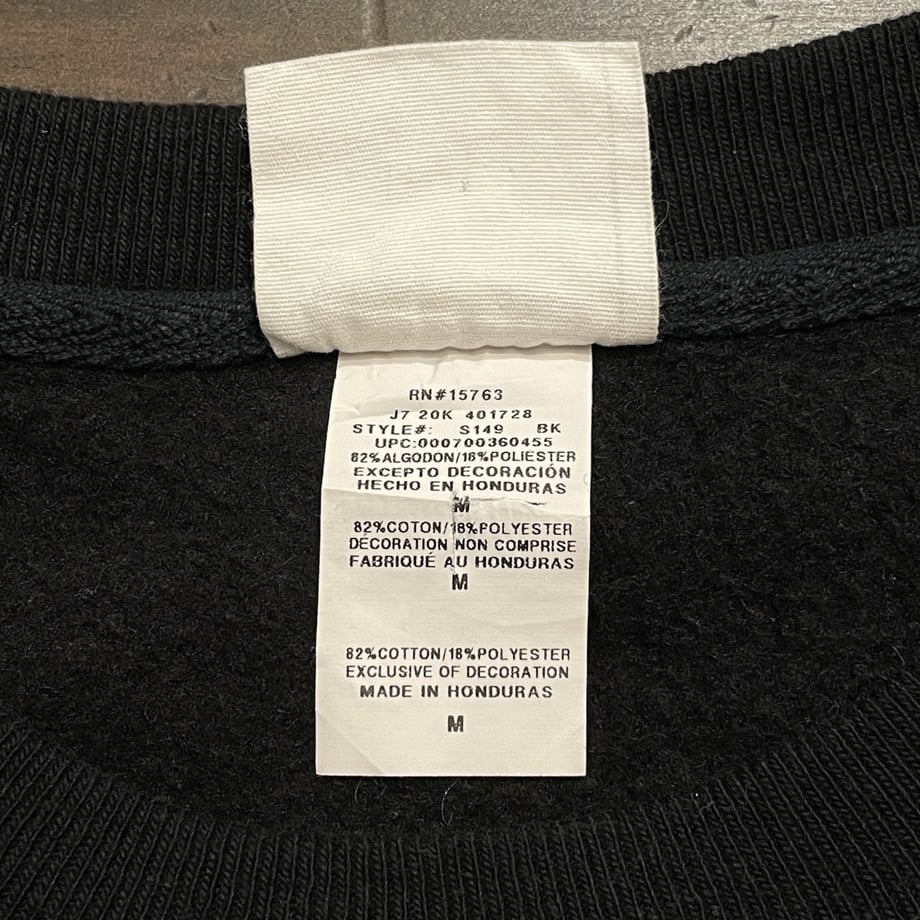 RN#15763
J7 20K 401728
STYLE#: S149 BK
UPC:000700360455
82%ALGODON/18%POLIESTER
EXCEPTO DECORACIÓN
HECHO EN HONDURAS
M
82%COTON/18%POLYESTER
DÉCORATION NON COMPRISE
FABRIQUÉ AU HONDURAS
M
82%COTTON/18%POLYESTER
EXCLUSIVE OF DECORATION
MADE IN HONDURAS
M